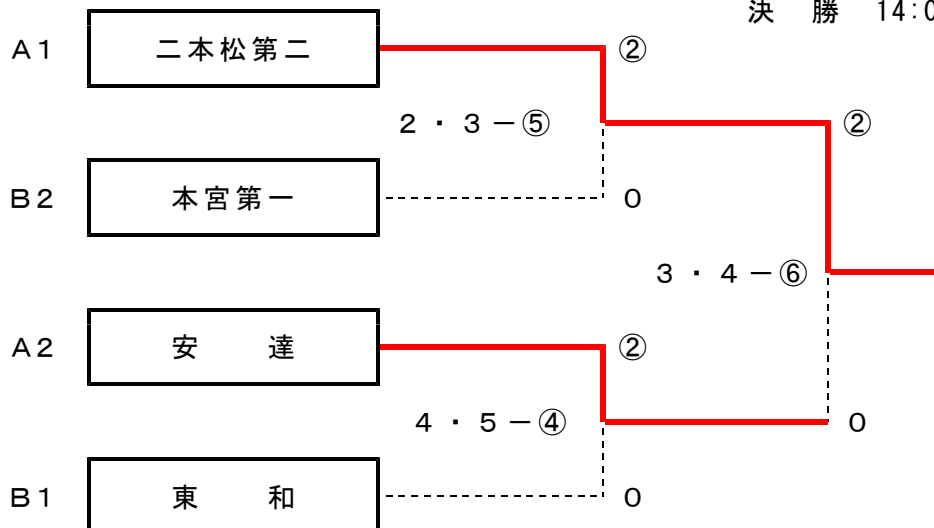 決 勝 14:0
A1 二本松第二 ②
2・3－⑤ ②
B2 本宮第一 0
3・4－⑥
A2 安 達 ②
4・5－④ 0
B1 東 和 0